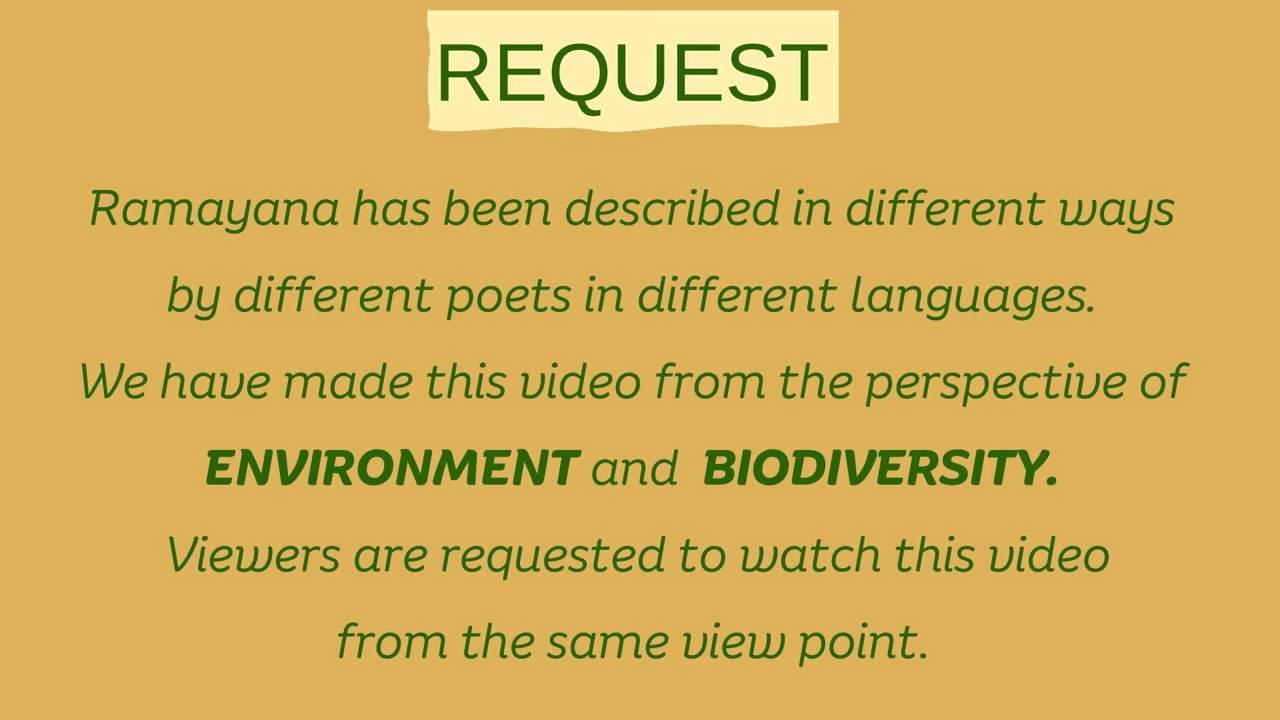 REQUEST
Ramayana has been described in different ways
by different poets in different languages.
We have made this video from the perspective of
ENVIRONMENT and BIODIVERSITY.
Viewers are requested to watch this video
from the same view point.